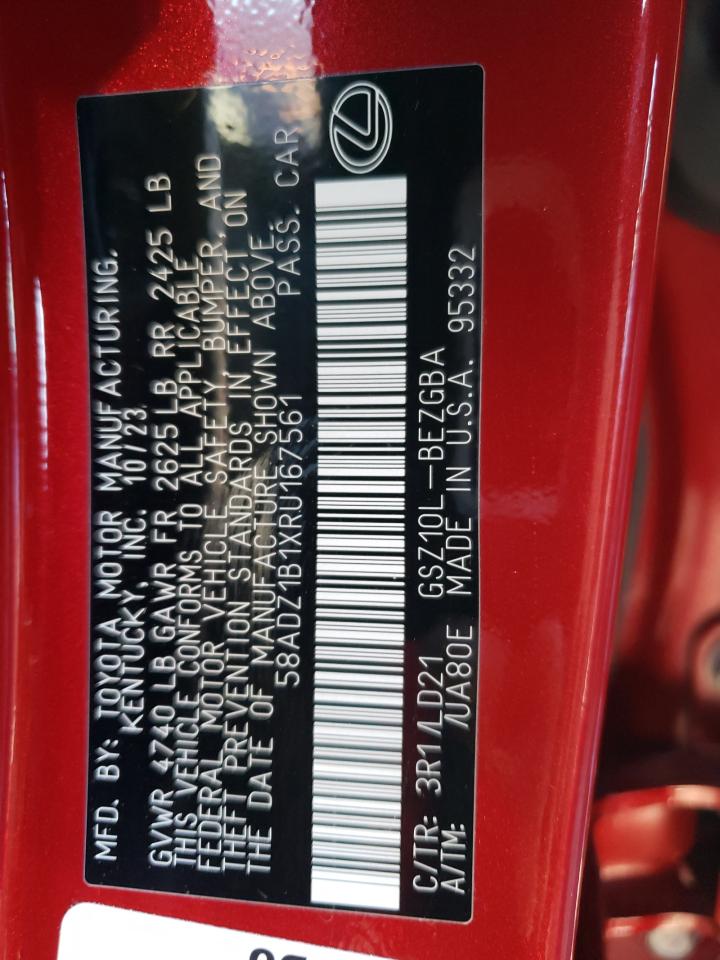 MFD. BY: TOYOTA MOTOR MANUFACTURING,
KENTUCKY, INC. 10/23
GVWR 4740 LB GAWR FR 2625 LB RR 2425 LB
THIS VEHICLE CONFORMS TO ALL APPLICABLE
FEDERAL MOTOR VEHICLE SAFETY, BUMPER, AND
THEFT PREVENTION STANDARDS IN EFFECT ON
THE DATE OF MANUFACTURE SHOWN ABOVE.
58ADZ1B1XRU167561 PASS. CAR
C/TR: 3R1/LD21 GSZ10L-BEZGBA
A/TM: /UA80E MADE IN U.S.A. 95332